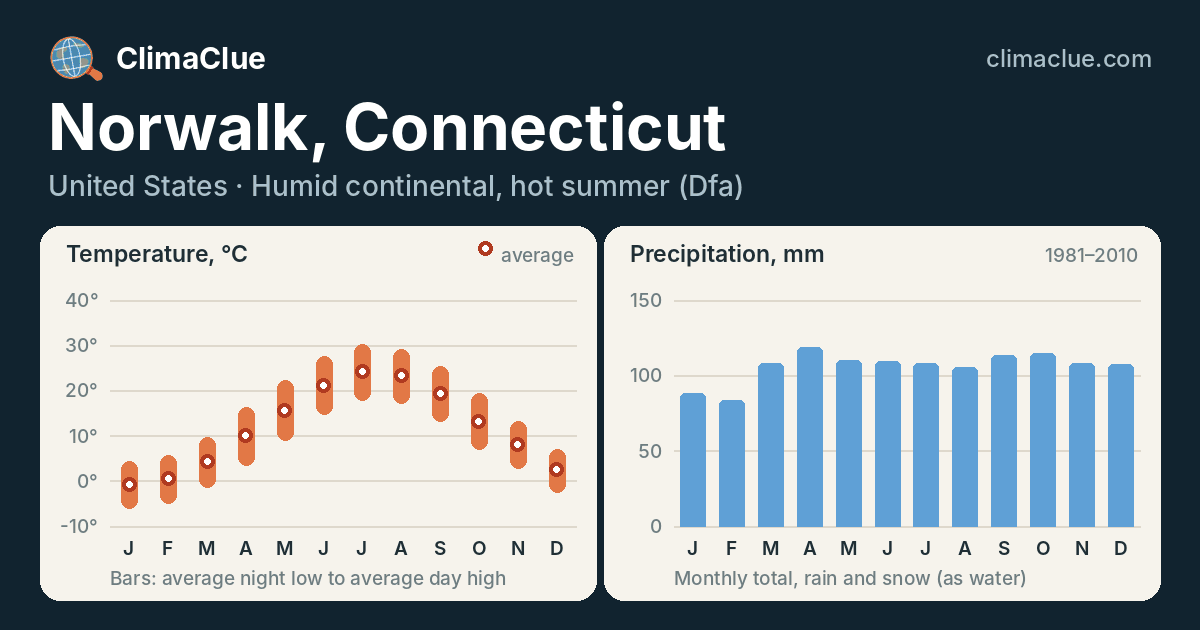 ClimaClue
climaclue.com
Norwalk, Connecticut
United States · Humid continental, hot summer (Dfa)
Temperature, °C
average
40°
30°
20°
10°
0°
-10°
J F M A M J J A S O N D
Bars: average night low to average day high
Precipitation, mm
1981–2010
150
100
50
0
J F M A M J J A S O N D
Monthly total, rain and snow (as water)